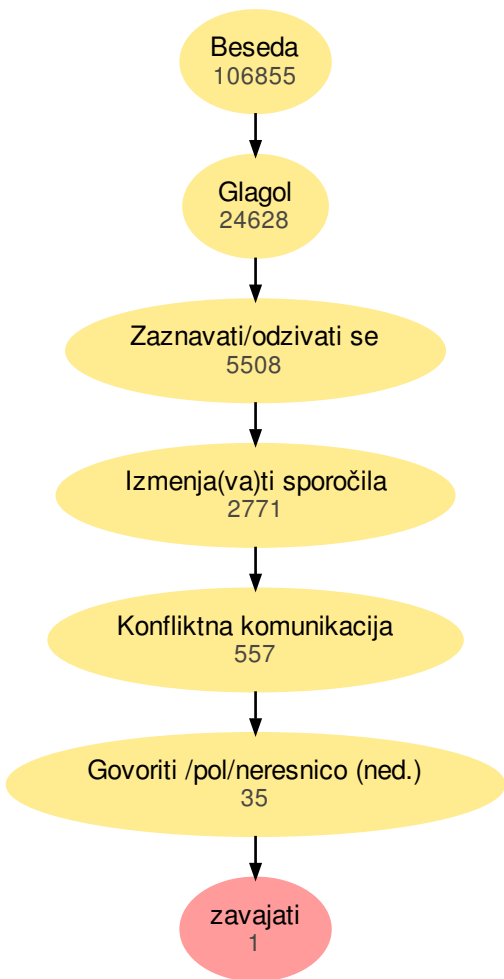 Beseda
106855
Glagol
24628
Zaznavati/odzivati se
5508
Izmenja(va)ti sporočila
2771
Konfliktna komunikacija
557
Govoriti /pol/neresnico (ned.)
35
zavajati
1